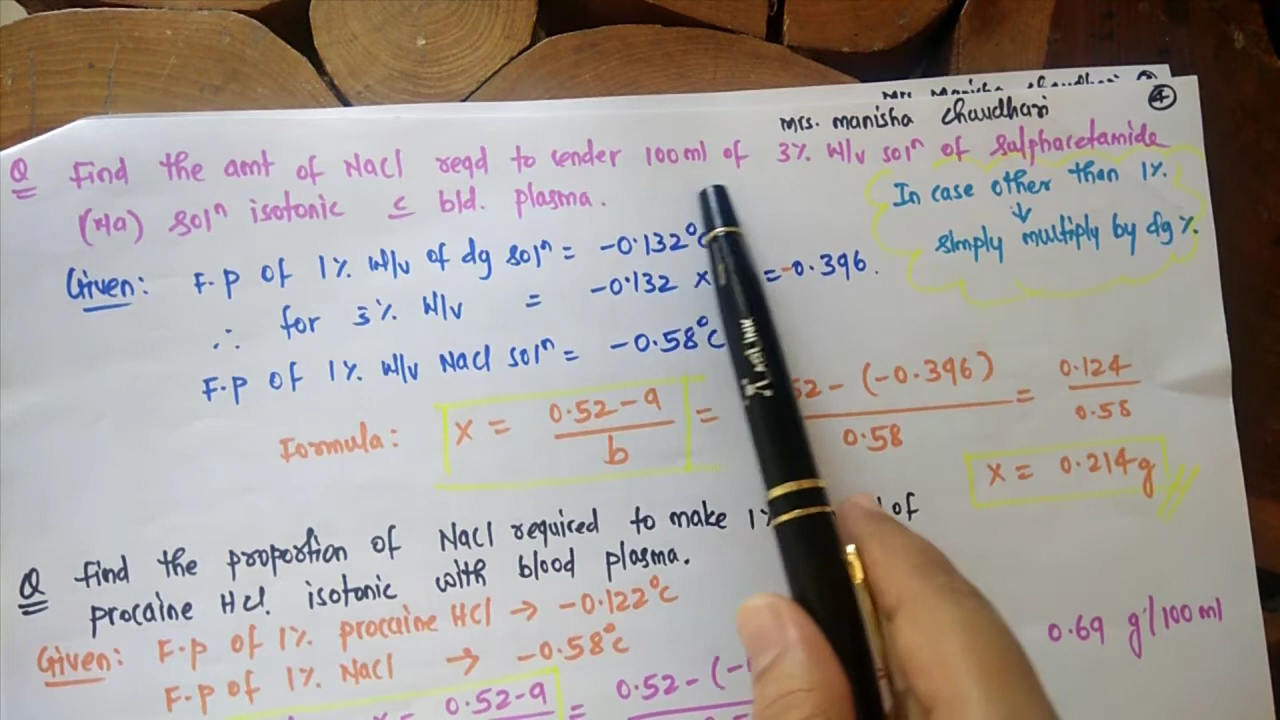 Mrs. Manisha Chaudhari 4
Q Find the amt of NaCl reqd to render 100ml of 3% W/v solⁿ of Sulphacetamide
(Na) solⁿ isotonic c bld. plasma.
In case other than 1%
↓
simply multiply by dg %.
Given: F.p of 1% W/v of dg solⁿ = -0.132°C
∴ for 3% W/v = -0.132 × = -0.396.
F.p of 1% W/v NaCl solⁿ = -0.58°C
Formula: x = 0.52-a / b = 52-(-0.396) / 0.58 = 0.124 / 0.58
x = 0.214g //
Q Find the proportion of NaCl required to make 1% of
procaine HCl. isotonic with blood plasma.
Given: F.p of 1% procaine HCl → -0.122°C
F.p of 1% NaCl → -0.58°C
0.69 g/100 ml
x = 0.52-a = 0.52-(-